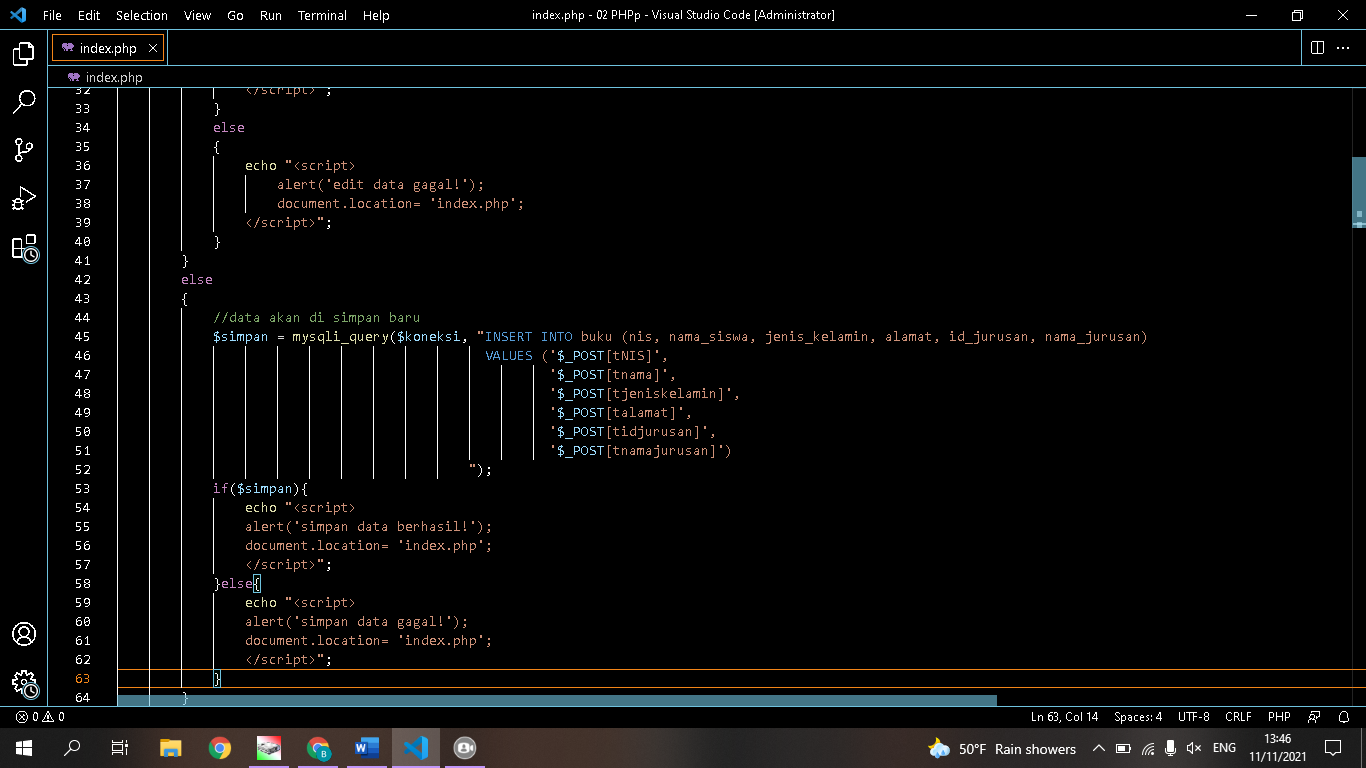 File Edit Selection View Go Run Terminal Help index.php - 02 PHPp - Visual Studio Code [Administrator]
index.php
index.php
32 </script>";
33 }
34 else
35 {
36 echo "<script>
37 alert('edit data gagal!');
38 document.location= 'index.php';
39 </script>";
40 }
41 }
42 else
43 {
44 //data akan di simpan baru
45 $simpan = mysqli_query($koneksi, "INSERT INTO buku (nis, nama_siswa, jenis_kelamin, alamat, id_jurusan, nama_jurusan)
46 VALUES ('$_POST[tNIS]',
47 '$_POST[tnama]',
48 '$_POST[tjeniskelamin]',
49 '$_POST[talamat]',
50 '$_POST[tidjurusan]',
51 '$_POST[tnamajurusan]')
52 ");
53 if($simpan){
54 echo "<script>
55 alert('simpan data berhasil!');
56 document.location= 'index.php';
57 </script>";
58 }else{
59 echo "<script>
60 alert('simpan data gagal!');
61 document.location= 'index.php';
62 </script>";
63 }
64 }
0 0 Ln 63, Col 14 Spaces: 4 UTF-8 CRLF PHP
50°F Rain showers ENG 13:46
11/11/2021